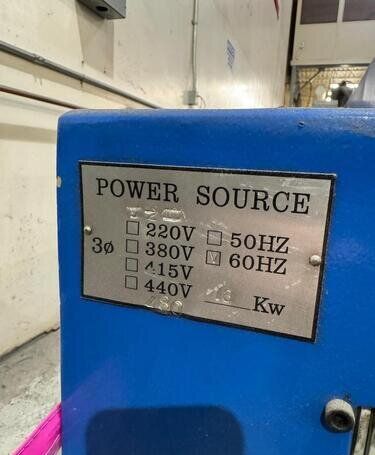 POWER SOURCE
220V 50HZ
3ø 380V 60HZ
415V
440V Kw